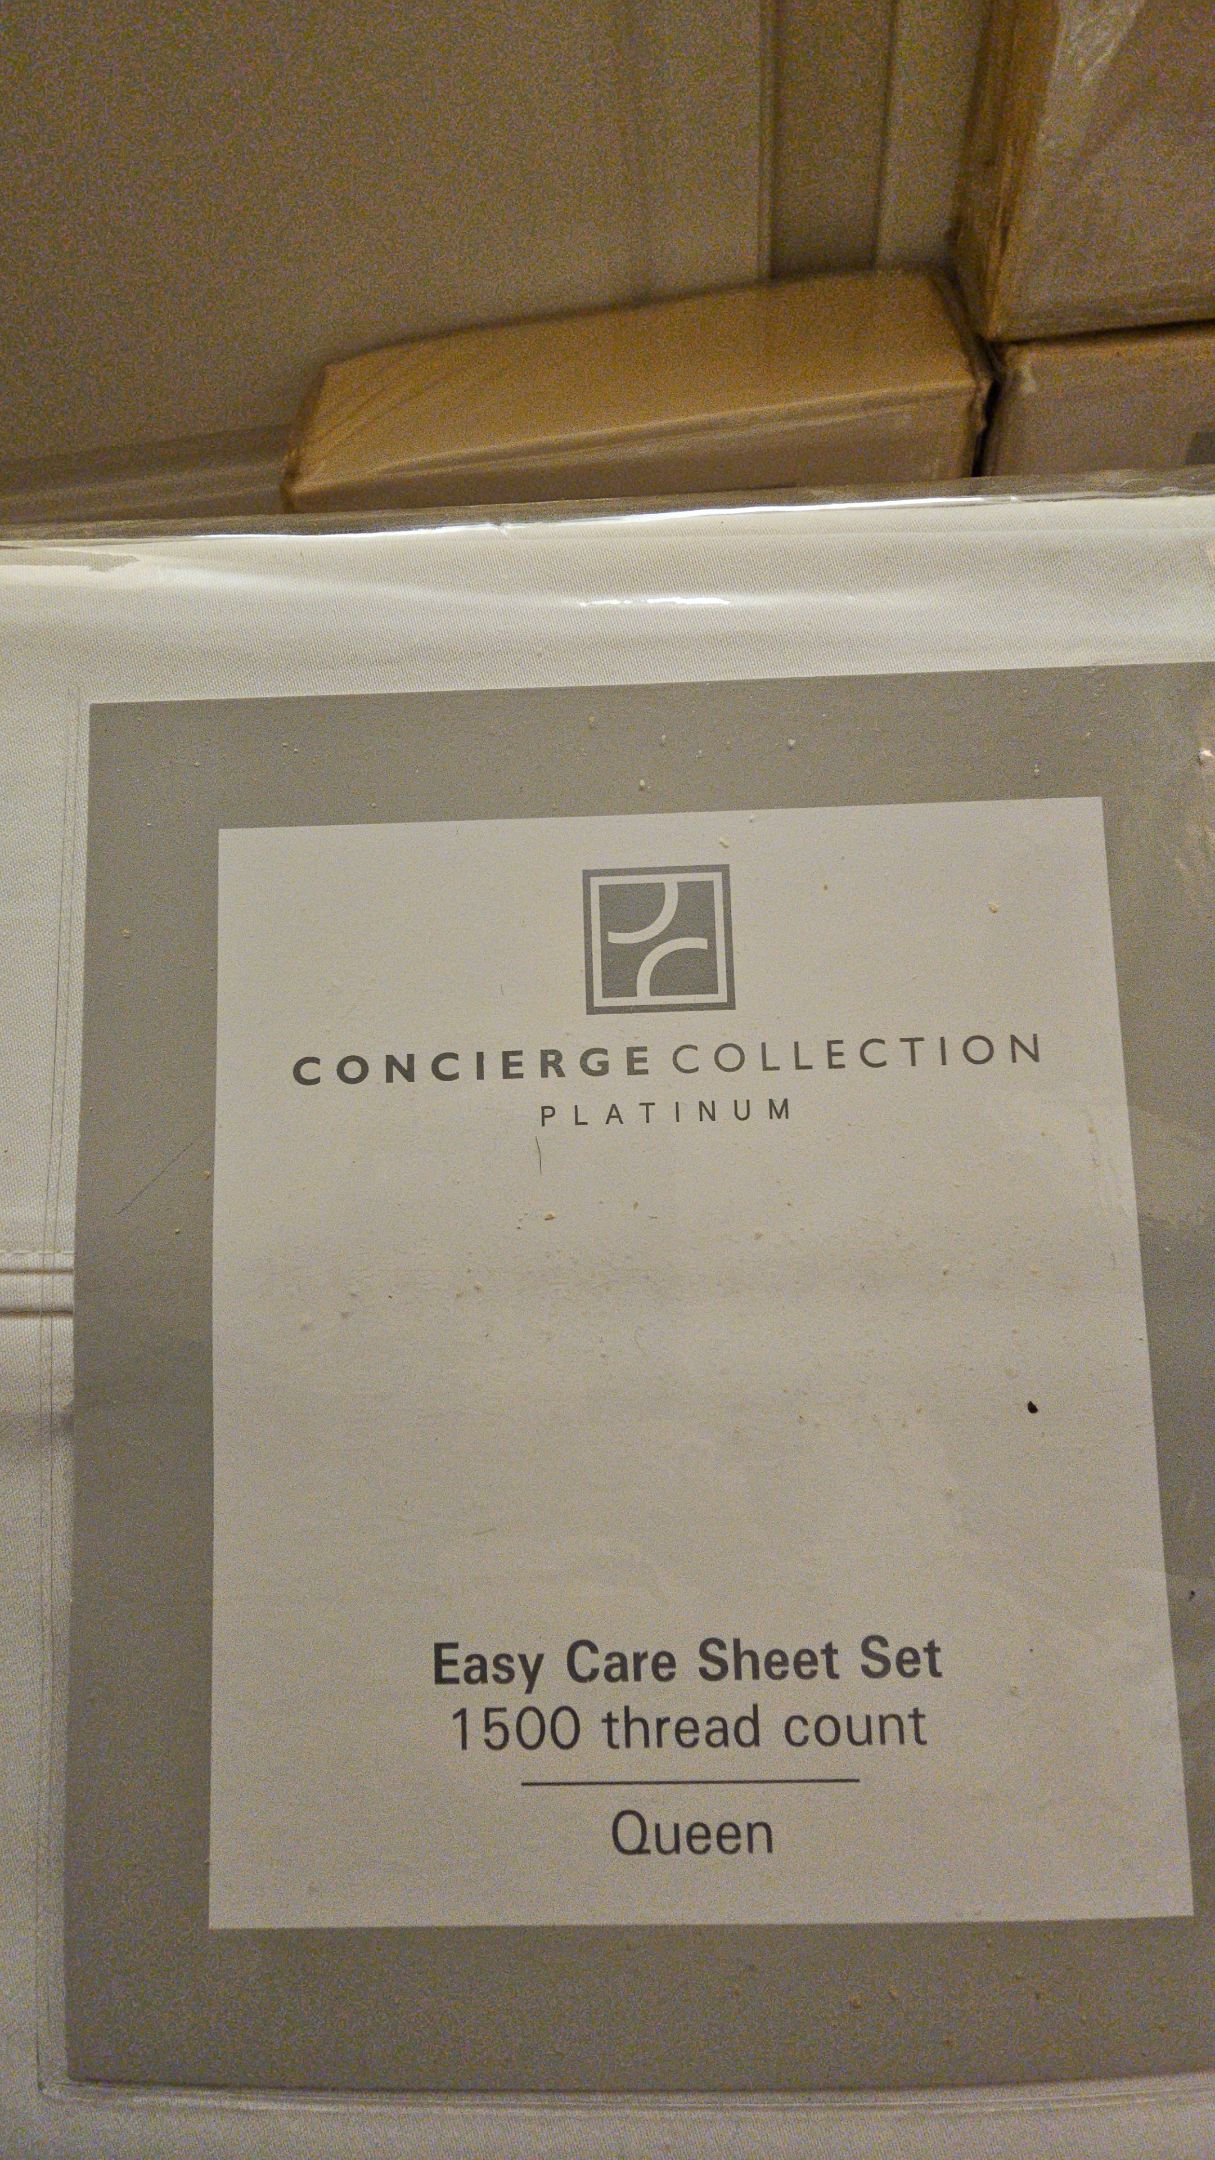 CONCIERGE COLLECTION
PLATINUM
Easy Care Sheet Set
1500 thread count
Queen